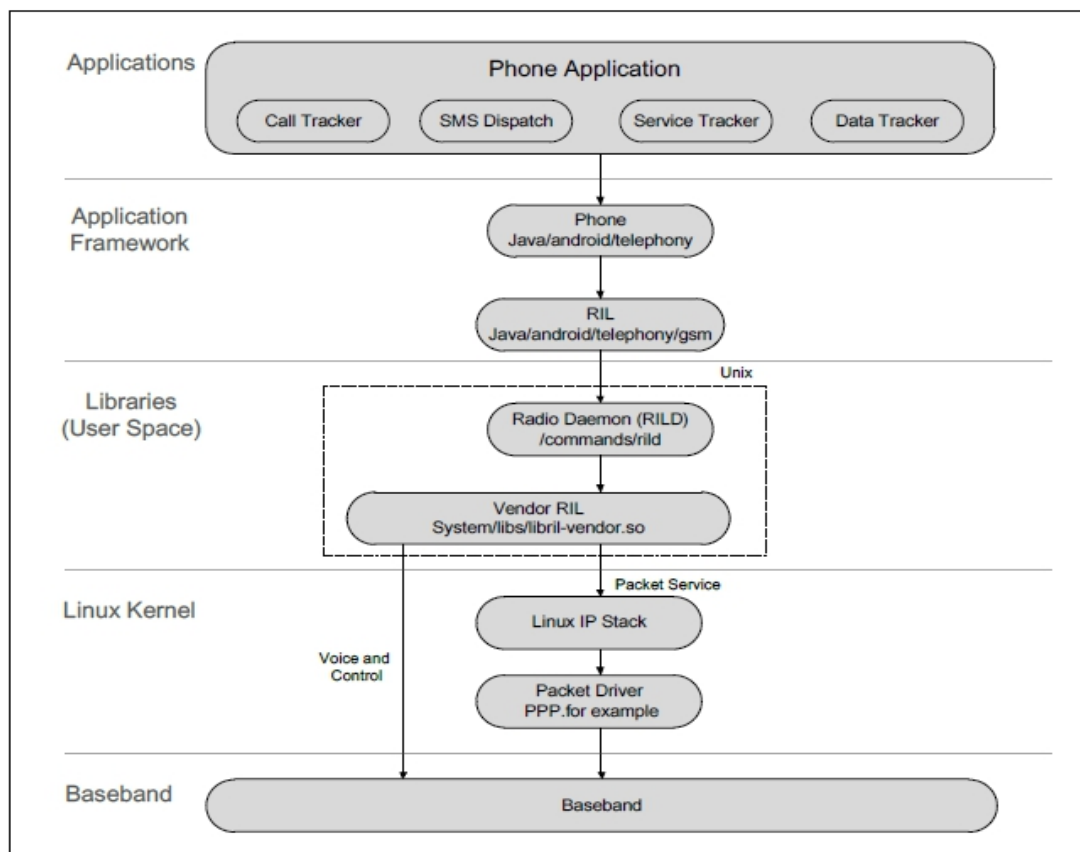 Applications
Phone Application
Call Tracker
SMS Dispatch
Service Tracker
Data Tracker
Application
Framework
Phone
Java/android/telephony
RIL
Java/android/telephony/gsm
Unix
Libraries
(User Space)
Radio Daemon (RILD)
/commands/rild
Vendor RIL
System/libs/libril-vendor.so
Packet Service
Linux Kernel
Linux IP Stack
Voice and
Control
Packet Driver
PPP.for example
Baseband
Baseband